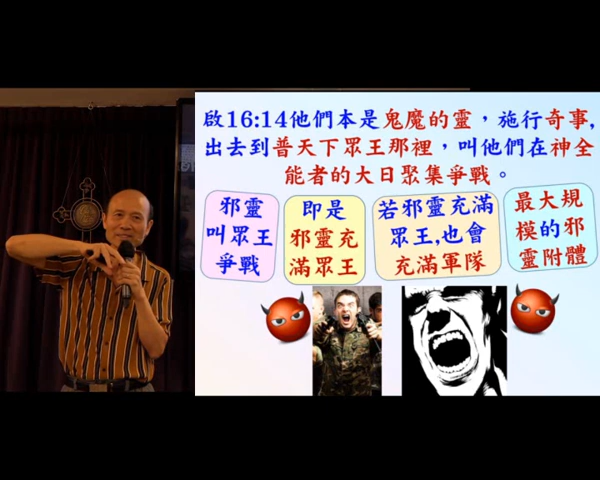 啟16:14他們本是鬼魔的靈,施行奇事,
出去到普天下眾王那裡,叫他們在神全
能者的大日聚集爭戰。
邪靈
叫眾王
爭戰
即是
邪靈充
滿眾王
若邪靈充滿
眾王,也會
充滿軍隊
最大規
模的邪
靈附體